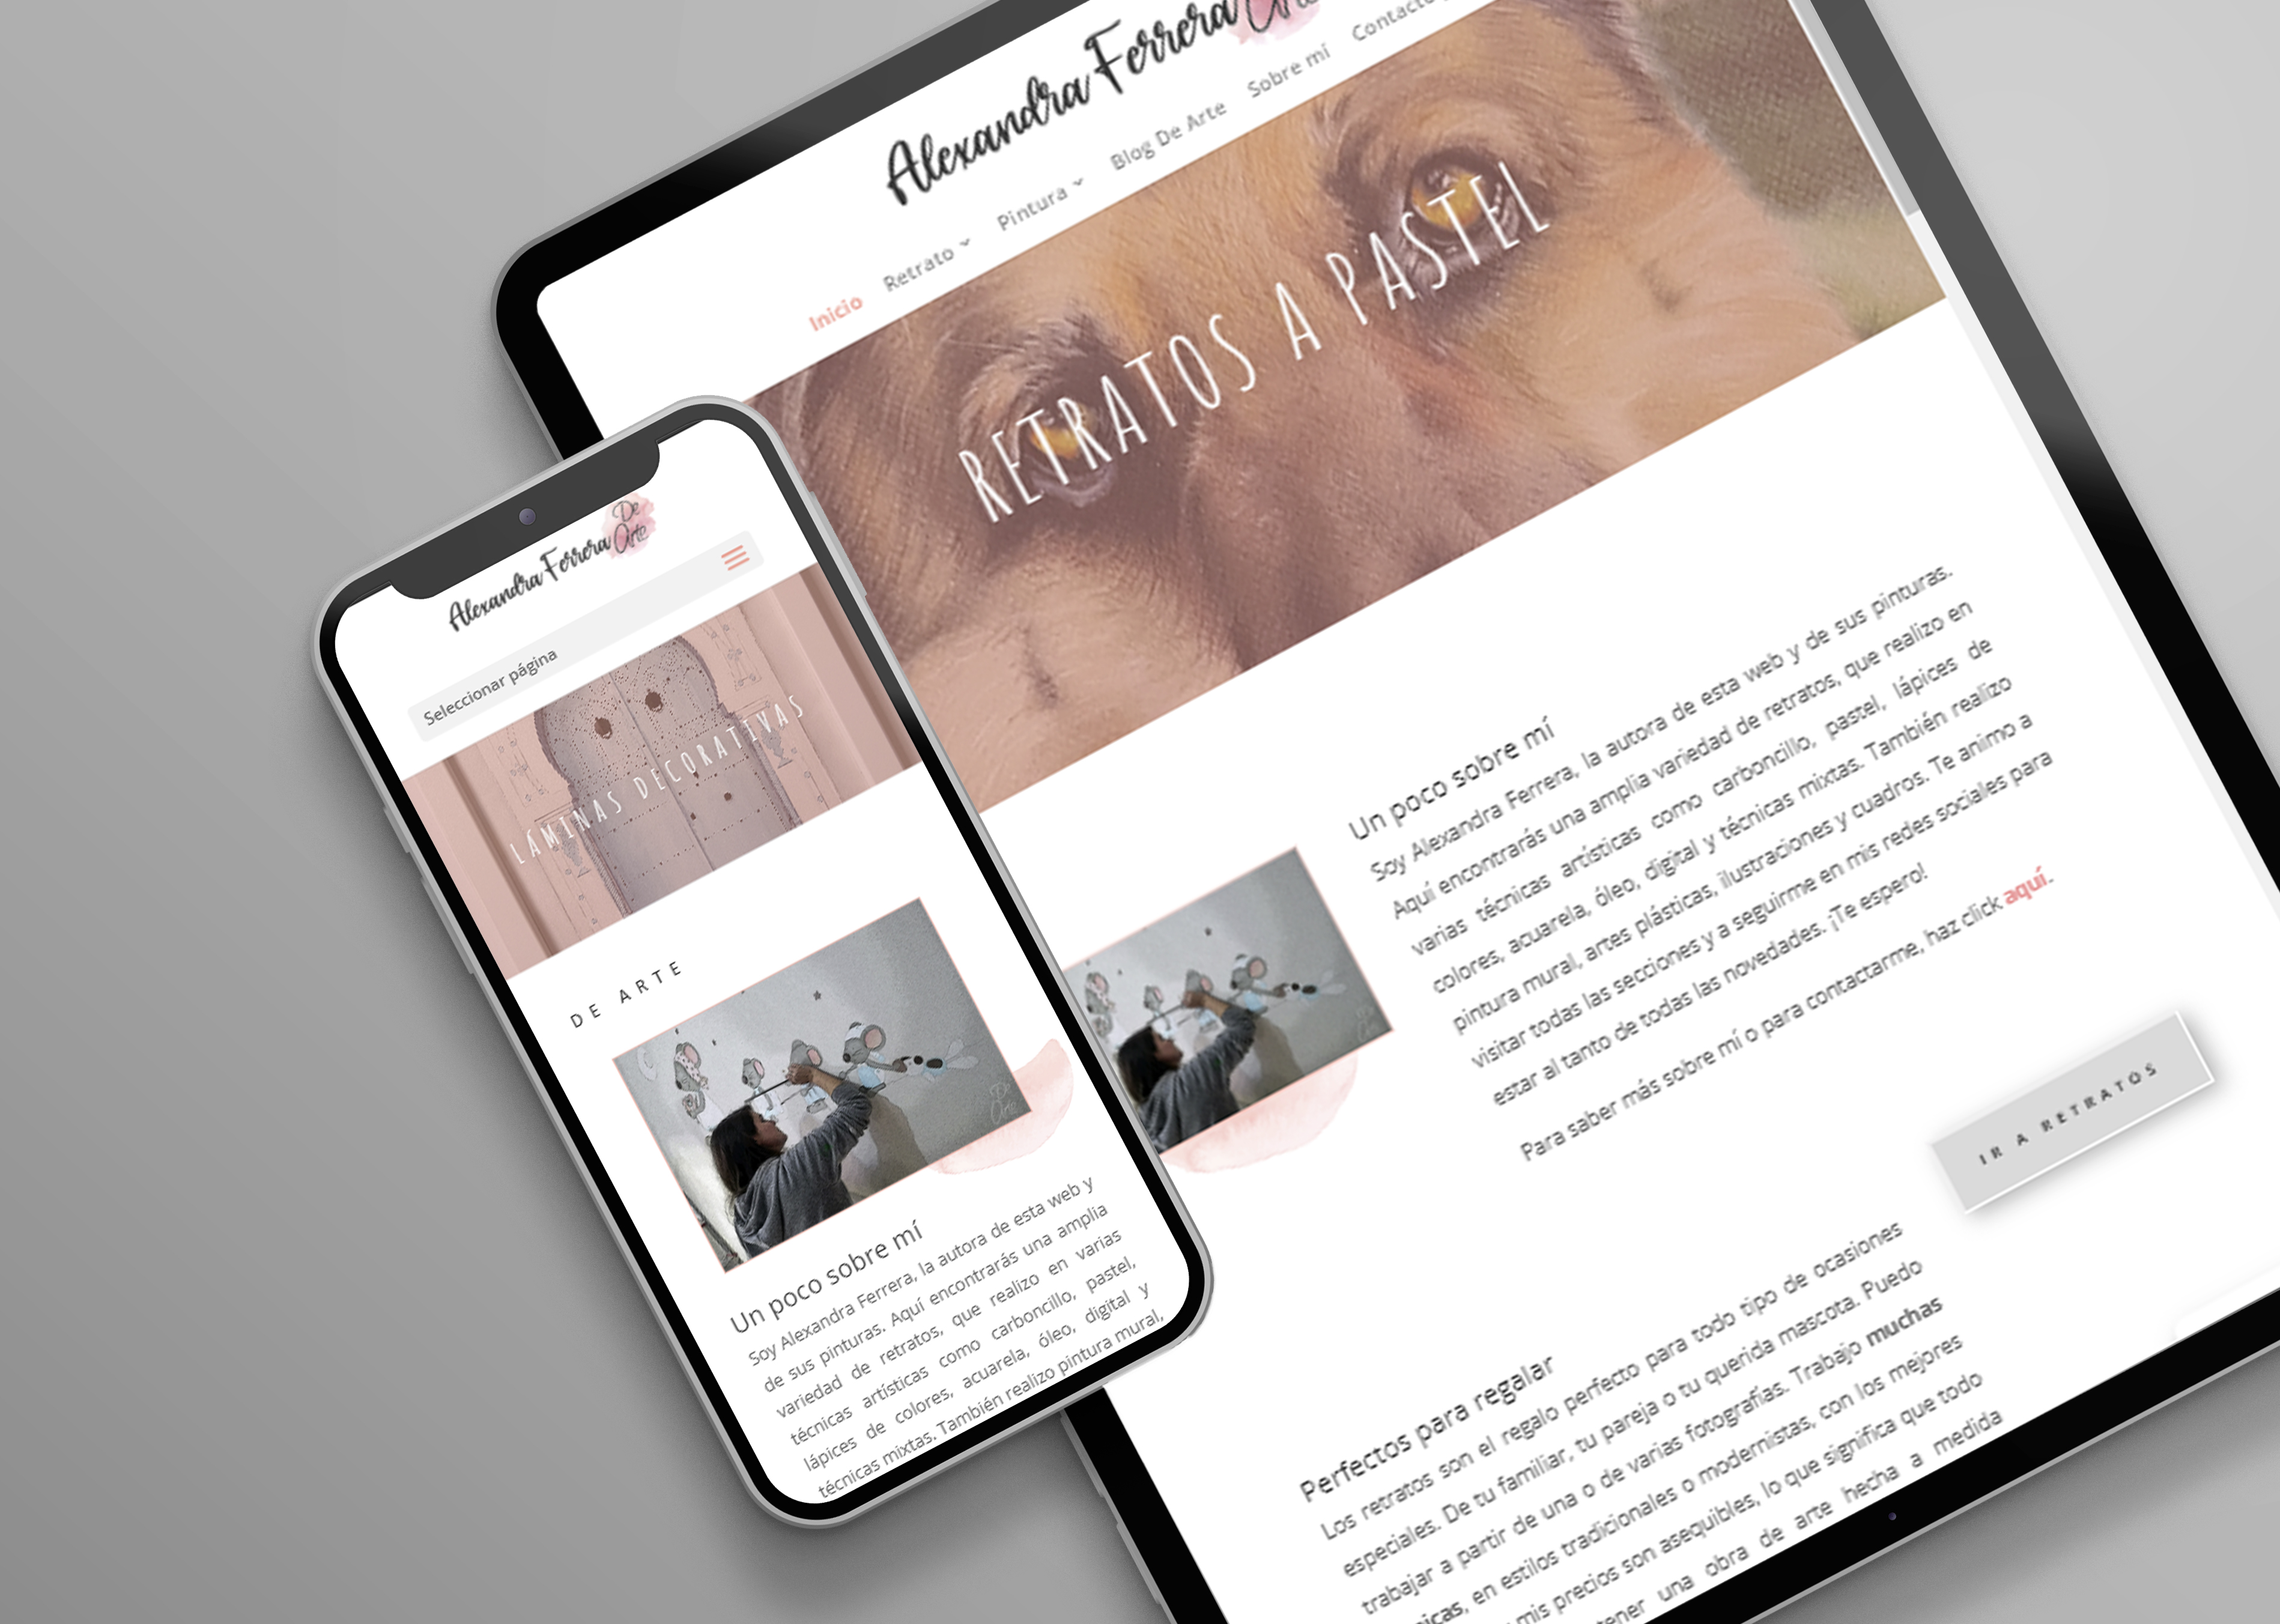 Alexandra Ferrera
De
Arte
Seleccionar página
LÁMINAS DECORATIVAS
DE ARTE
De
Arte
Un poco sobre mí
Soy Alexandra Ferrera, la autora de esta web y
de sus pinturas. Aquí encontrarás una amplia
variedad de retratos, que realizo en varias
técnicas artísticas como carboncillo, pastel,
lápices de colores, acuarela, óleo, digital y
técnicas mixtas. También realizo pintura mural,
Alexandra Ferrera
Arte
Inicio Retrato Pintura Blog De Arte Sobre mí Contacto
RETRATOS A PASTEL
Un poco sobre mí
Soy Alexandra Ferrera, la autora de esta web y de sus pinturas.
Aquí encontrarás una amplia variedad de retratos, que realizo en
varias técnicas artísticas como carboncillo, pastel, lápices de
colores, acuarela, óleo, digital y técnicas mixtas. También realizo
pintura mural, artes plásticas, ilustraciones y cuadros. Te animo a
visitar todas las secciones y a seguirme en mis redes sociales para
estar al tanto de todas las novedades. ¡Te espero!
Para saber más sobre mí o para contactarme, haz click aquí.
IR A RETRATOS
Perfectos para regalar
Los retratos son el regalo perfecto para todo tipo de ocasiones
especiales. De tu familiar, tu pareja o tu querida mascota. Puedo
trabajar a partir de una o de varias fotografías. Trabajo muchas
nicas, en estilos tradicionales o modernistas, con los mejores
mis precios son asequibles, lo que significa que todo
tener una obra de arte hecha a medida